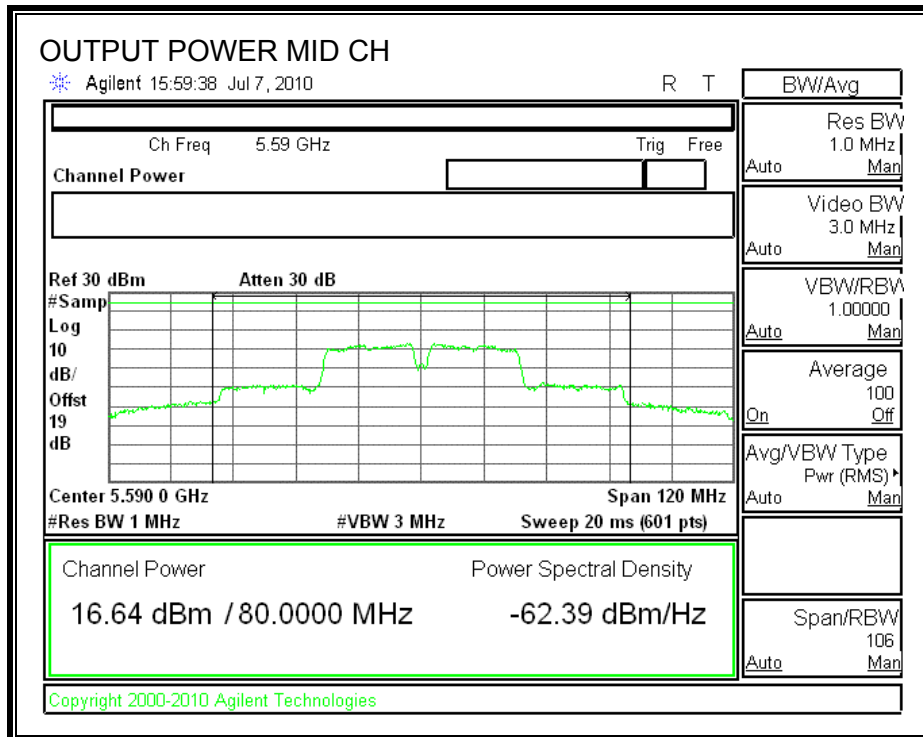 OUTPUT POWER MID CH
Agilent 15:59:38 Jul 7, 2010
R T
Ch Freq 5.59 GHz
Trig Free
Channel Power
Ref 30 dBm
Atten 30 dB
#Samp
Log
10
dB/
Offst
19
dB
Center 5.590 0 GHz
Span 120 MHz
#Res BW 1 MHz
#VBW 3 MHz
Sweep 20 ms (601 pts)
Channel Power
Power Spectral Density
16.64 dBm / 80.0000 MHz
-62.39 dBm/Hz
Copyright 2000-2010 Agilent Technologies
BW/Avg
Res BW
1.0 MHz
Auto Man
Video BW
3.0 MHz
Auto Man
VBW/RBW
1.00000
Auto Man
Average
100
On Off
Avg/VBW Type
Pwr (RMS)
Auto Man
Span/RBW
106
Auto Man